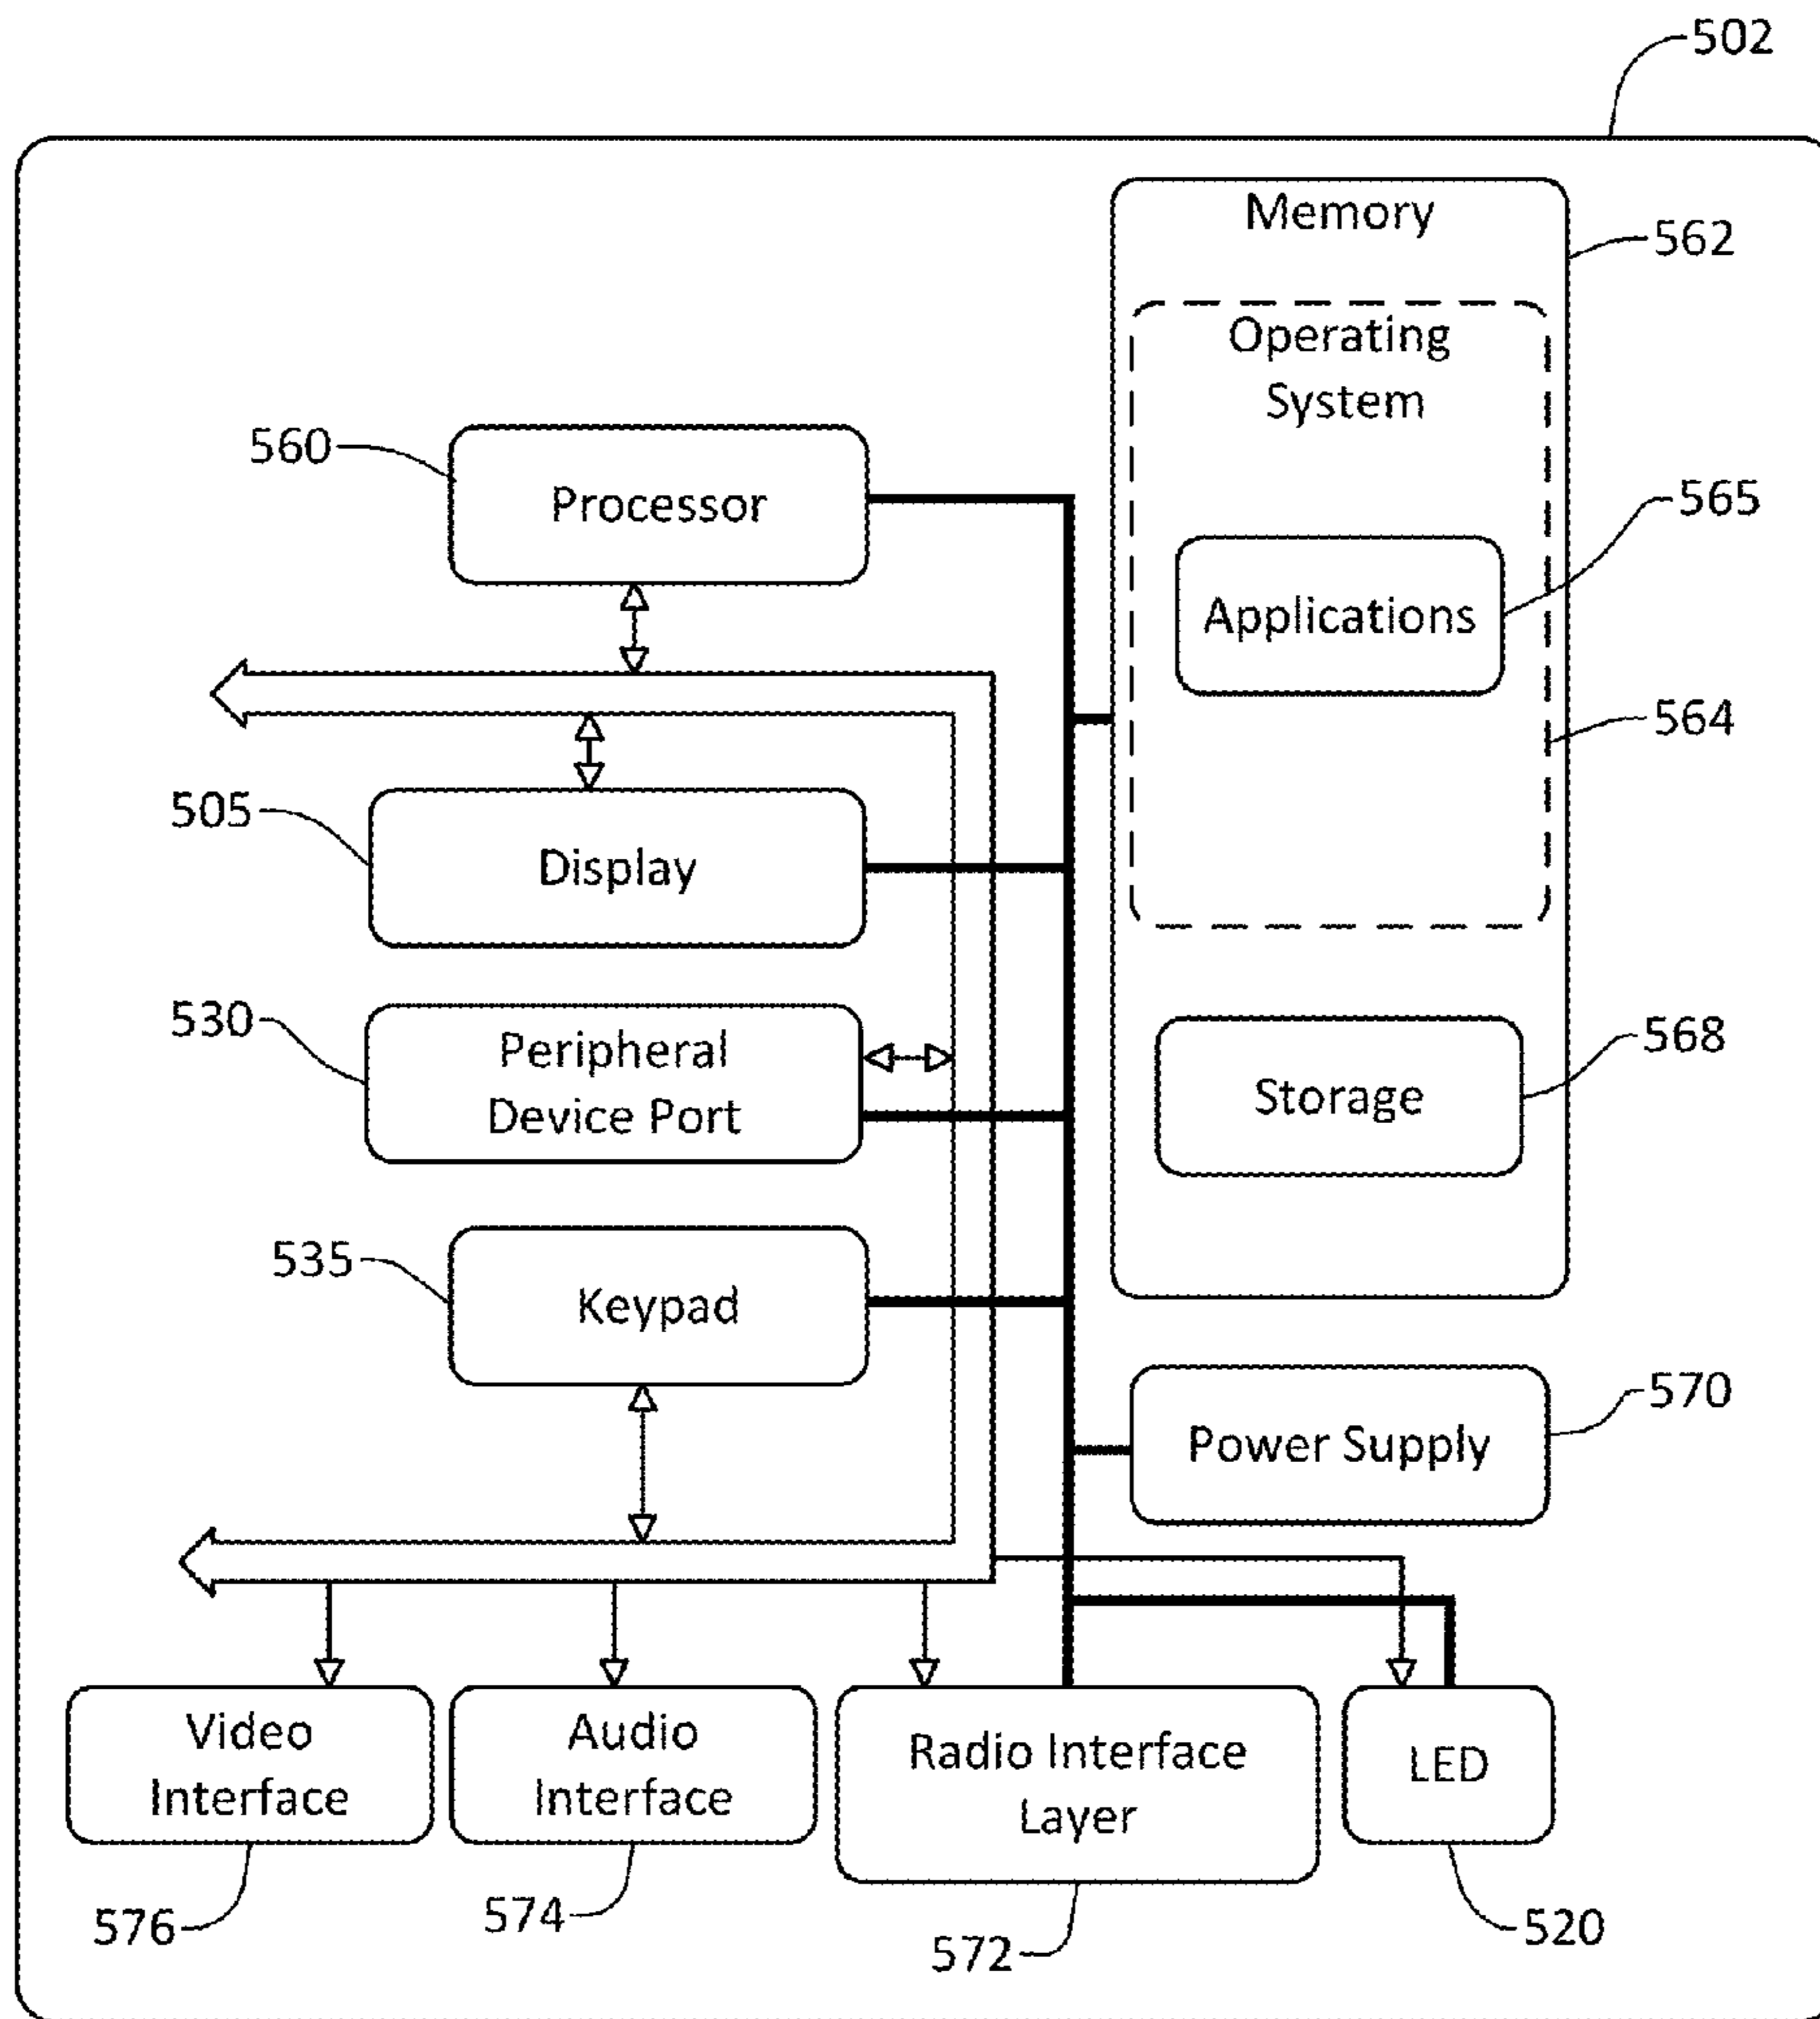 502
Memory
562
Operating
System
560
Processor
565
Applications
564
505
Display
530
Peripheral
Device Port
568
Storage
535
Keypad
570
Power Supply
Video
Interface
Audio
Interface
Radio Interface
Layer
LED
576
574
572
520